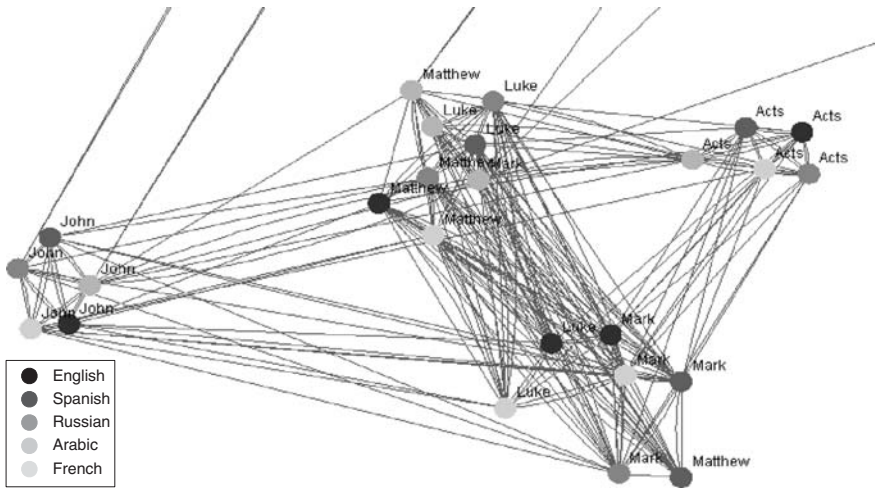 Matthew
Luke
Luke
Luke
Matthew
Mark
Matthew
Matthew
Acts
Acts
Acts
Acts
Acts
John
John
John
John
John
Luke
Mark
Mark
Mark
Luke
Mark
Matthew
English
Spanish
Russian
Arabic
French